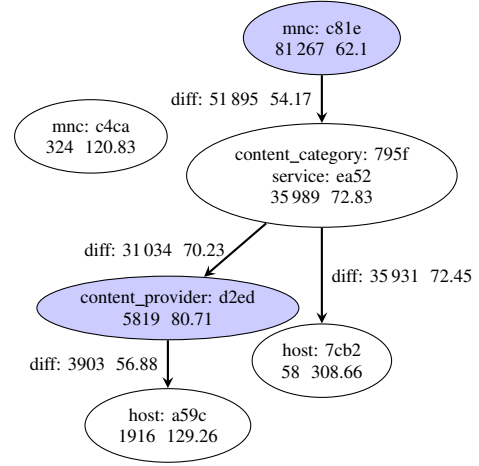 mnc: c81e
81 267 62.1
diff: 51 895 54.17
mnc: c4ca
324 120.83
content_category: 795f
service: ea52
35 989 72.83
diff: 31 034 70.23
diff: 35 931 72.45
content_provider: d2ed
5819 80.71
host: 7cb2
58 308.66
diff: 3903 56.88
host: a59c
1916 129.26